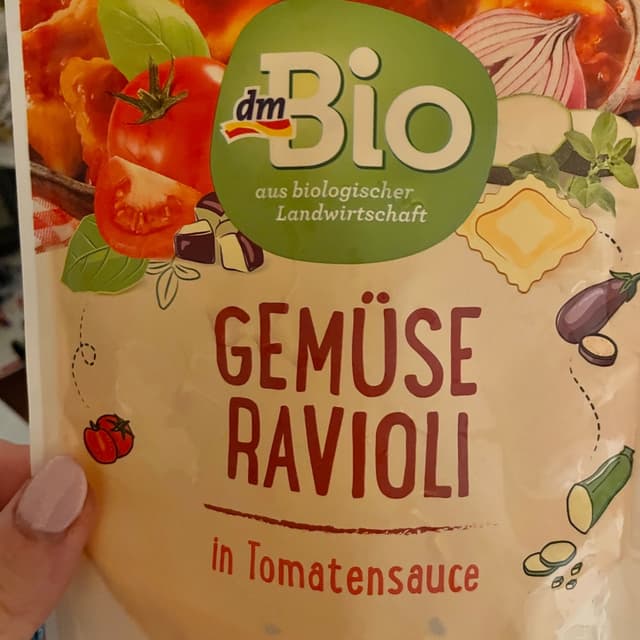 dm
Bio
aus biologischer
Landwirtschaft
GEMÜSE
RAVIOLI
in Tomatensauce